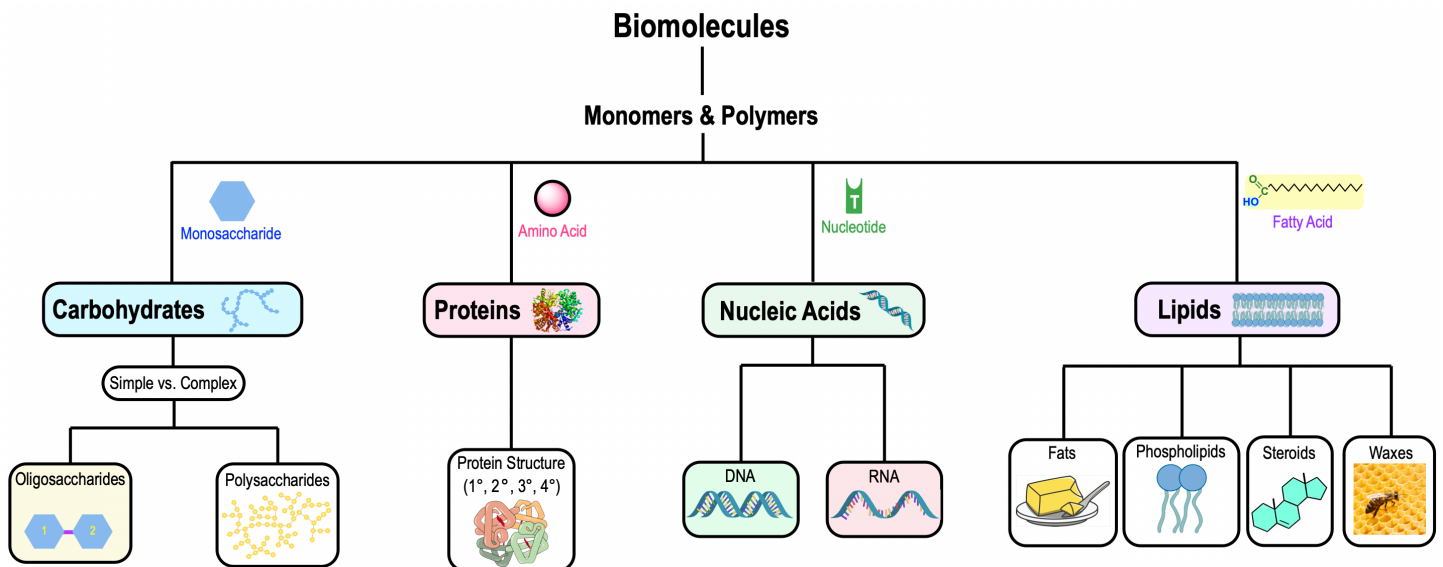 Biomolecules
Monomers & Polymers
Monosaccharide
Amino Acid
T
Nucleotide
O
C
HO
Fatty Acid
Carbohydrates
Proteins
Nucleic Acids
Lipids
Simple vs. Complex
Oligosaccharides
1
2
Polysaccharides
Protein Structure
(1°, 2°, 3°, 4°)
DNA
RNA
Fats
Phospholipids
Steroids
Waxes